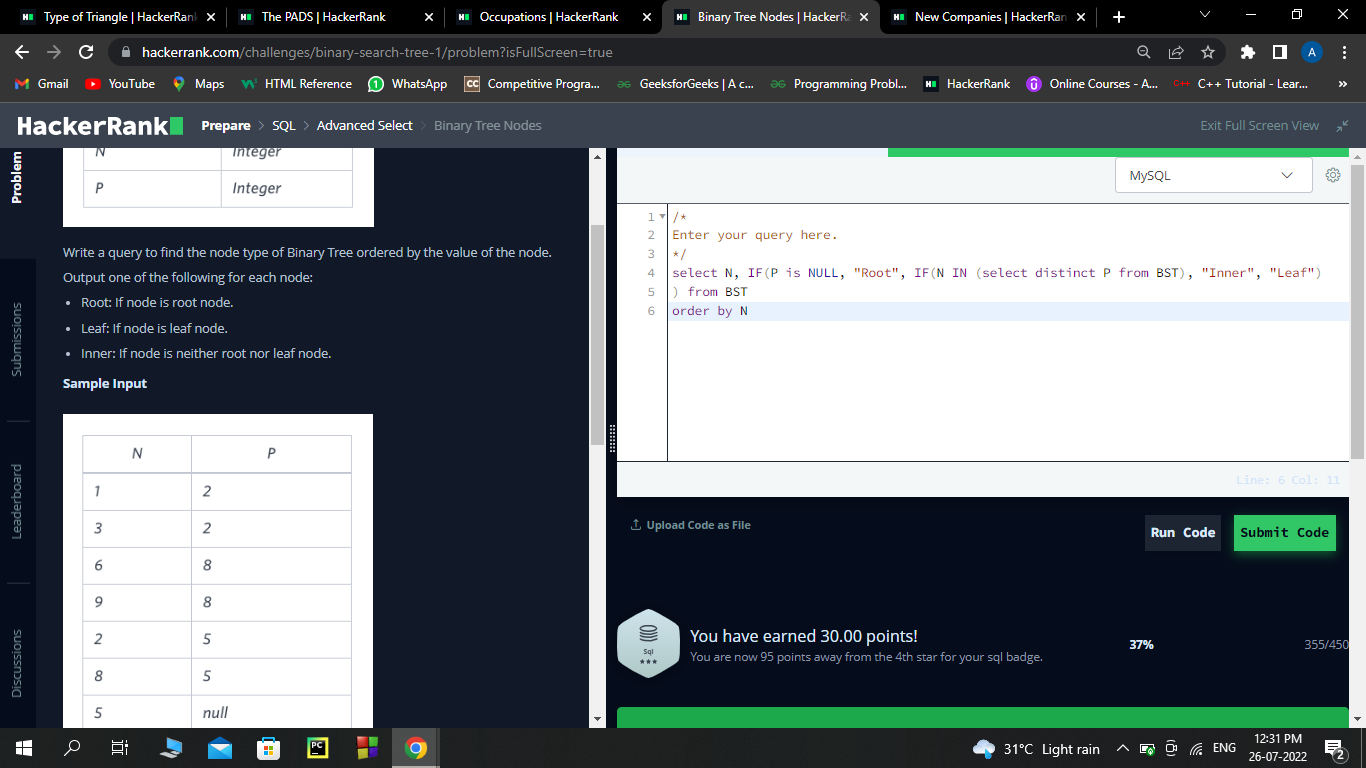 Type of Triangle | HackerRan
The PADS | HackerRank
Occupations | HackerRank
Binary Tree Nodes | HackerRa
New Companies | HackerRan
hackerrank.com/challenges/binary-search-tree-1/problem?isFullScreen=true
A
Gmail
YouTube
Maps
HTML Reference
WhatsApp
Competitive Progra...
GeeksforGeeks | A c...
Programming Probl...
HackerRank
Online Courses - A...
C++ Tutorial - Lear...
»
HackerRank
Prepare > SQL > Advanced Select > Binary Tree Nodes
Exit Full Screen View
Problem
Submissions
Leaderboard
Discussions
N Integer
P Integer
Write a query to find the node type of Binary Tree ordered by the value of the node.
Output one of the following for each node:
• Root: If node is root node.
• Leaf: If node is leaf node.
• Inner: If node is neither root nor leaf node.
Sample Input
N P
1 2
3 2
6 8
9 8
2 5
8 5
5 null
MySQL
1 /*
2 Enter your query here.
3 */
4 select N, IF(P is NULL, "Root", IF(N IN (select distinct P from BST), "Inner", "Leaf")
5 ) from BST
6 order by N
Line: 6 Col: 11
Upload Code as File
Run Code
Submit Code
Sql
★★★
You have earned 30.00 points!
You are now 95 points away from the 4th star for your sql badge.
37%
355/450
PC
31°C Light rain
ENG
12:31 PM
26-07-2022
2